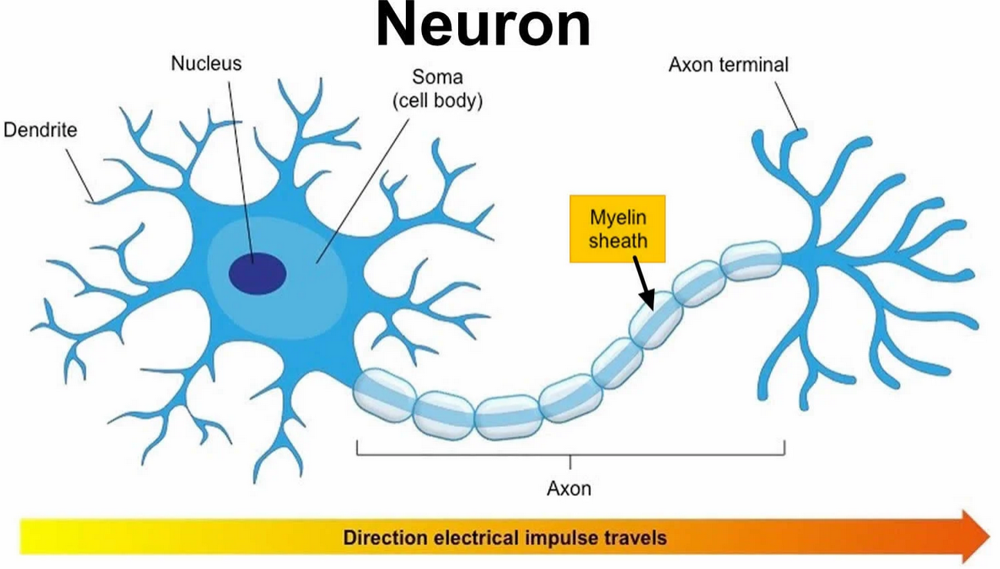 Neuron
Nucleus
Soma
(cell body)
Axon terminal
Dendrite
Myelin
sheath
Axon
Direction electrical impulse travels